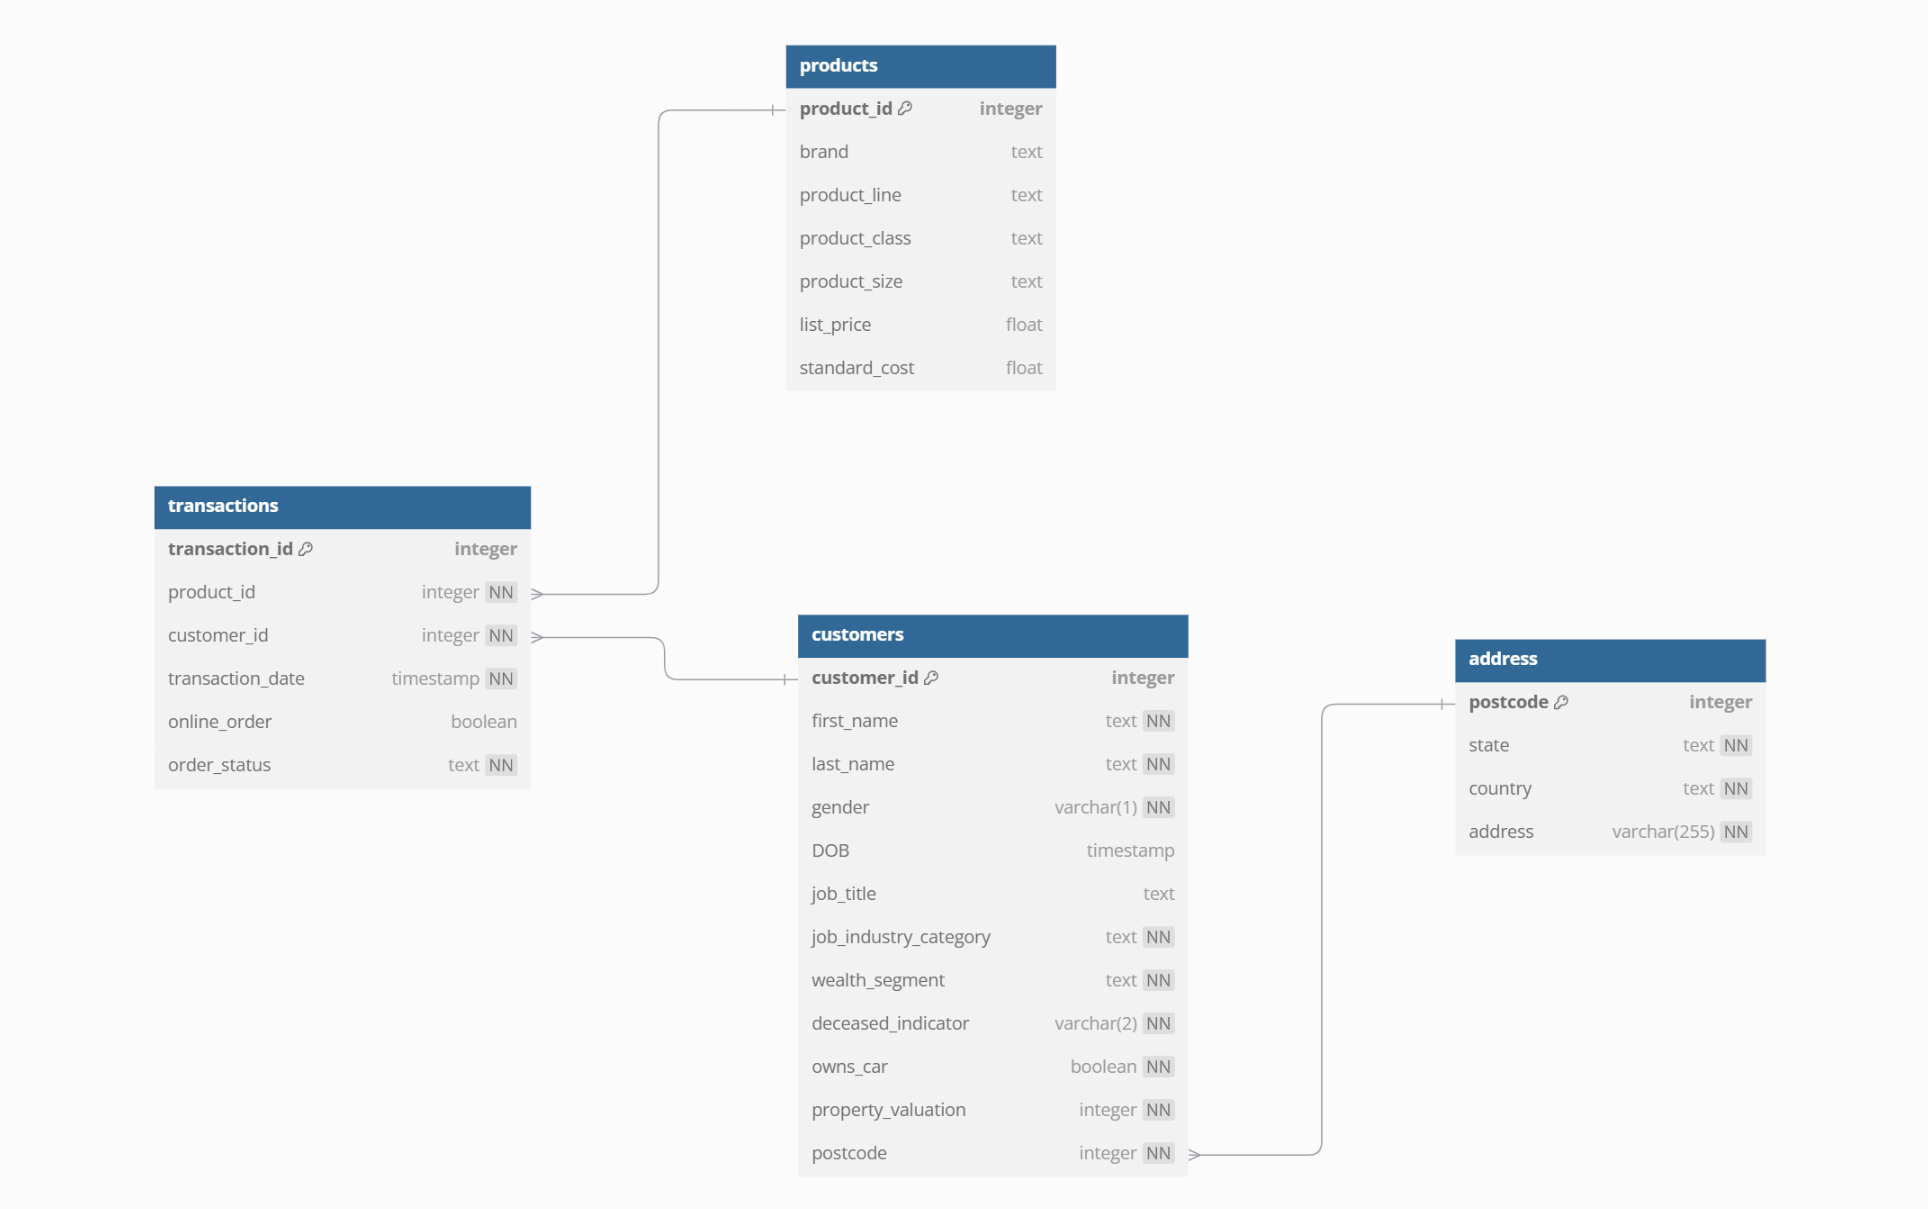 products
product_id integer
brand text
product_line text
product_class text
product_size text
list_price float
standard_cost float
transactions
transaction_id integer
product_id integer NN
customer_id integer NN
transaction_date timestamp NN
online_order boolean
order_status text NN
customers
customer_id integer
first_name text NN
last_name text NN
gender varchar(1) NN
DOB timestamp
job_title text
job_industry_category text NN
wealth_segment text NN
deceased_indicator varchar(2) NN
owns_car boolean NN
property_valuation integer NN
postcode integer NN
address
postcode integer
state text NN
country text NN
address varchar(255) NN